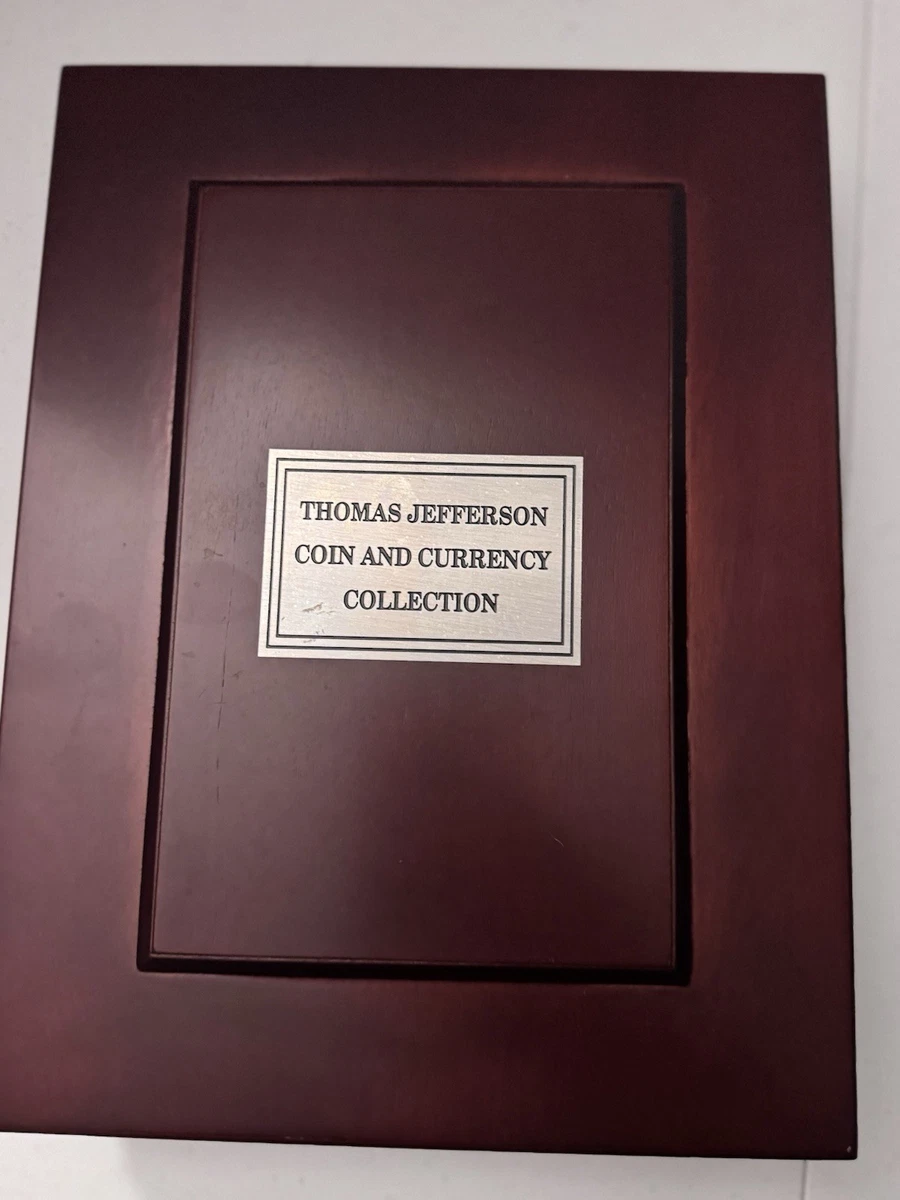 THOMAS JEFFERSON
COIN AND CURRENCY
COLLECTION